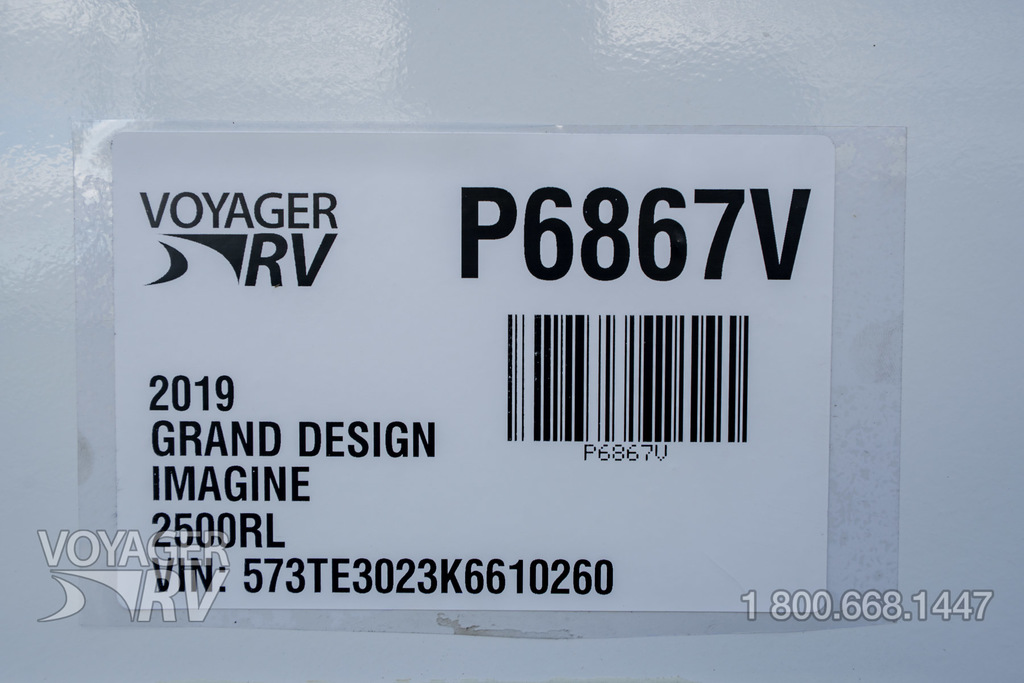 VOYAGER
RV
P6867V
P6867V
2019
GRAND DESIGN
IMAGINE
2500RL
VIN: 573TE3023K6610260
VOYAGER
RV
1 800.668.1447